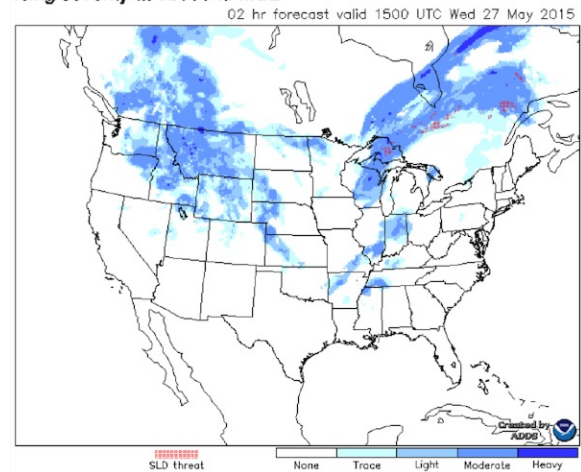 02 hr forecast valid 1500 UTC Wed 27 May 2015
Created by
ADDS
SLD threat
None Trace Light Moderate Heavy